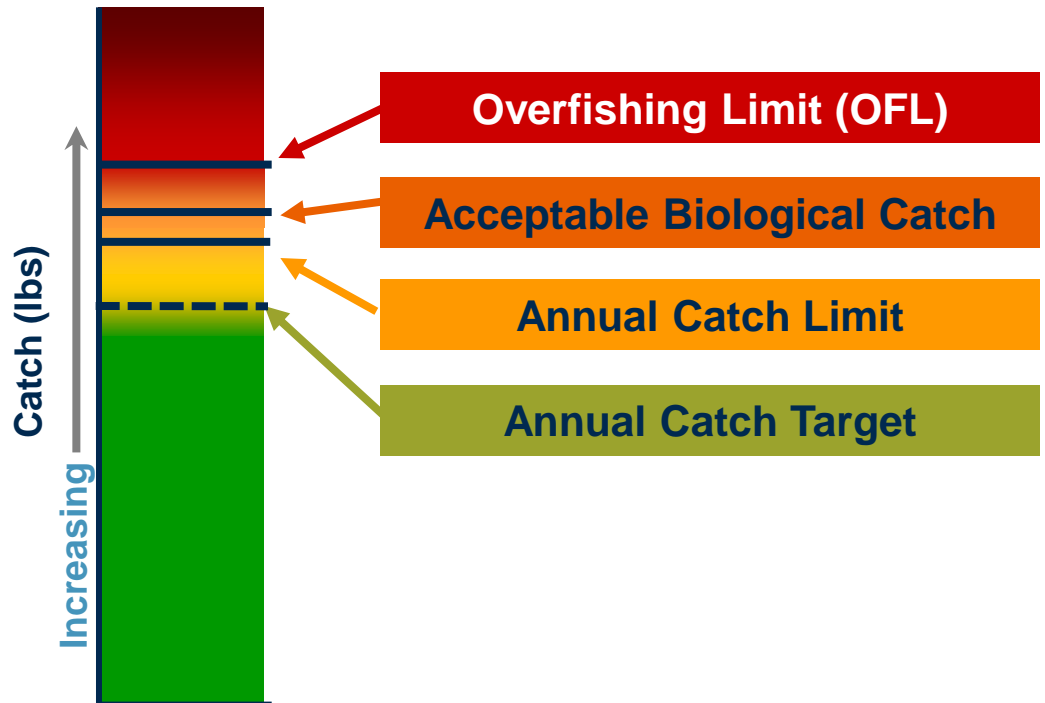 Catch (lbs)
Increasing
Overfishing Limit (OFL)
Acceptable Biological Catch
Annual Catch Limit
Annual Catch Target